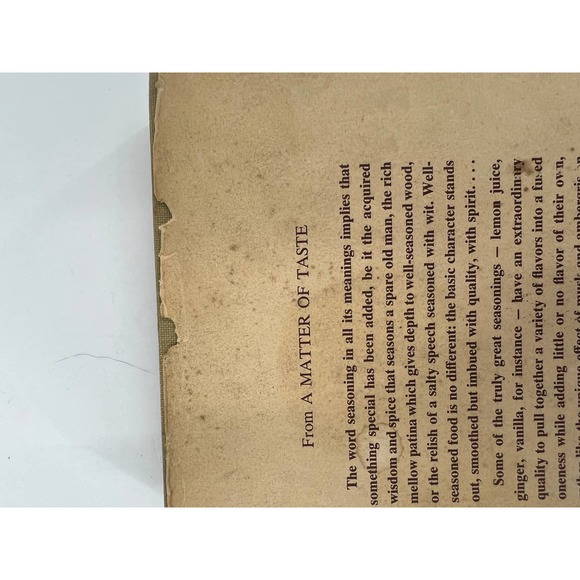 From A MATTER OF TASTE
The word seasoning in all its meanings implies that
something special has been added, be it the acquired
wisdom and spice that seasons a spare old man, the rich
mellow patina which gives depth to well-seasoned wood,
or the relish of a salty speech seasoned with wit. Well-
seasoned food is no different: the basic character stands
out, smoothed but imbued with quality, with spirit....
Some of the truly great seasonings — lemon juice,
ginger, vanilla, for instance — have an extraordinary
quality to pull together a variety of flavors into a fused
oneness while adding little or no flavor of their own,